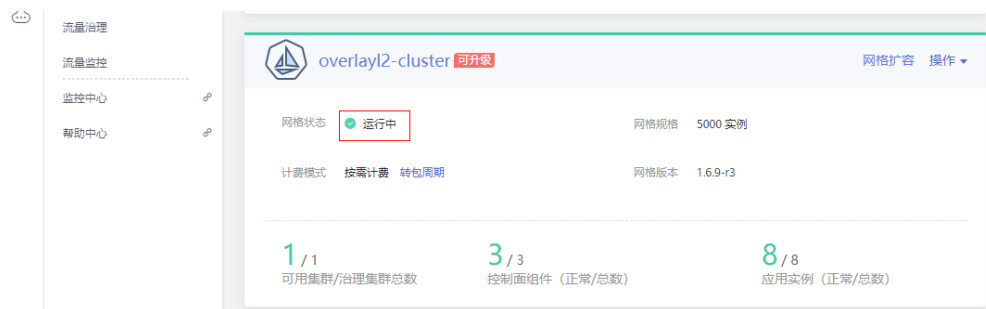 流量治理
流量监控
监控中心
帮助中心
overlayl2-cluster 可升级 网格扩容 操作
网格状态 运行中 网格规格 5000 实例
计费模式 按需计费 转包周期 网格版本 1.6.9-r3
1 / 1 3 / 3 8 / 8
可用集群/治理集群总数 控制面组件（正常/总数） 应用实例（正常/总数）